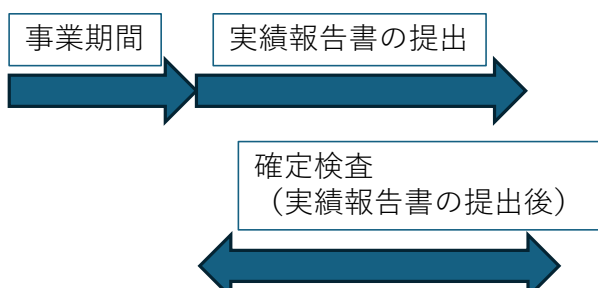 事業期間
実績報告書の提出
確定検査
（実績報告書の提出後）